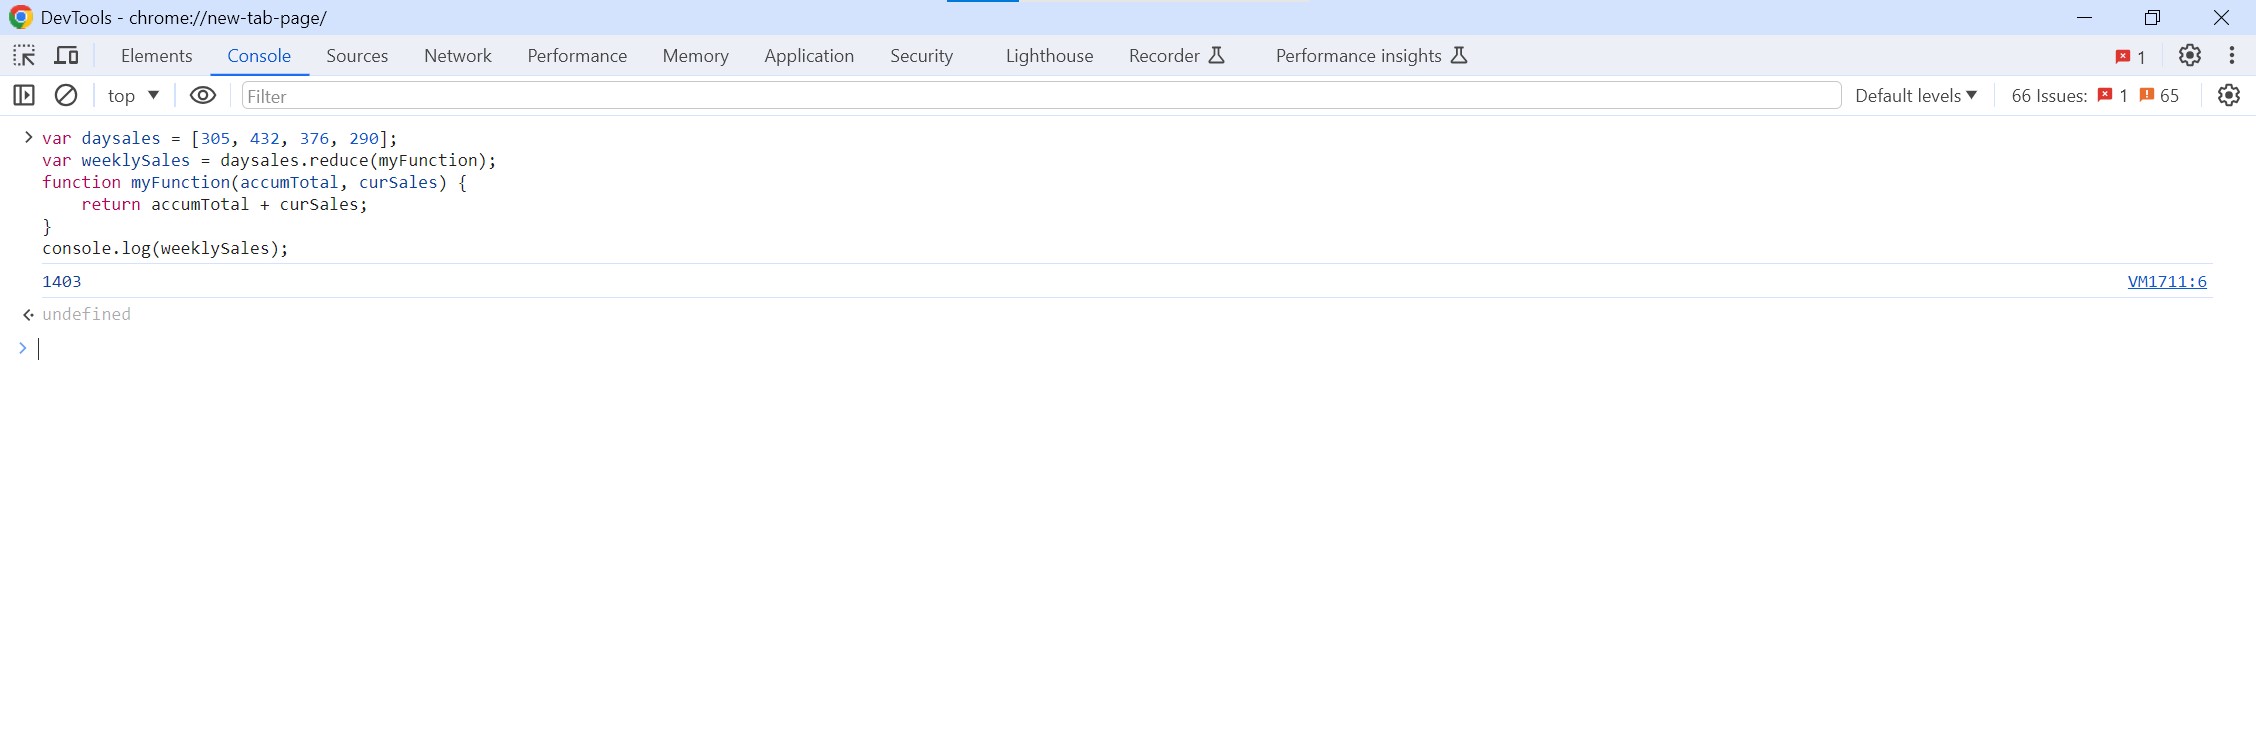 DevTools - chrome://new-tab-page/
Elements Console Sources Network Performance Memory Application Security Lighthouse Recorder Performance insights 1
top Filter Default levels 66 Issues: 1 65
var daysales = [305, 432, 376, 290];
var weeklySales = daysales.reduce(myFunction);
function myFunction(accumTotal, curSales) {
    return accumTotal + curSales;
}
console.log(weeklySales);
1403 VM1711:6
undefined